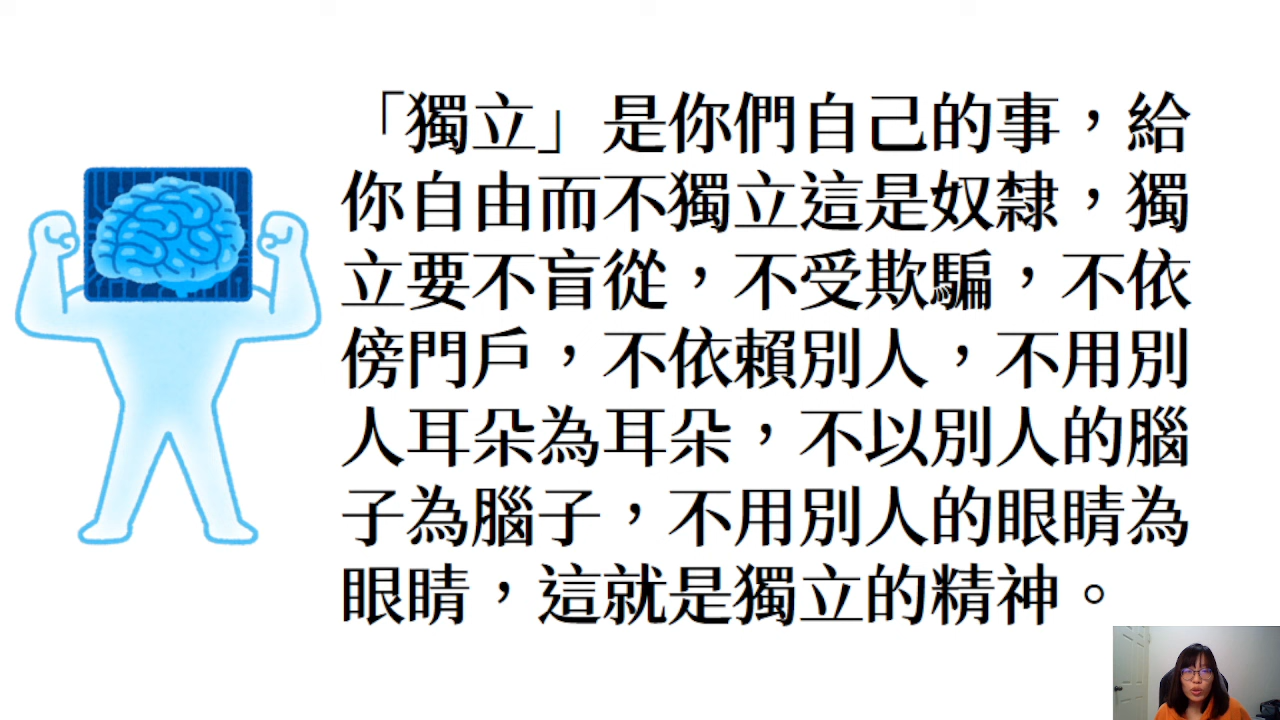 「獨立」是你們自己的事，給
你自由而不獨立這是奴隸，獨
立要不盲從，不受欺騙，不依
傍門戶，不依賴別人，不用別
人耳朵為耳朵，不以別人的腦
子為腦子，不用別人的眼睛為
眼睛，這就是獨立的精神。